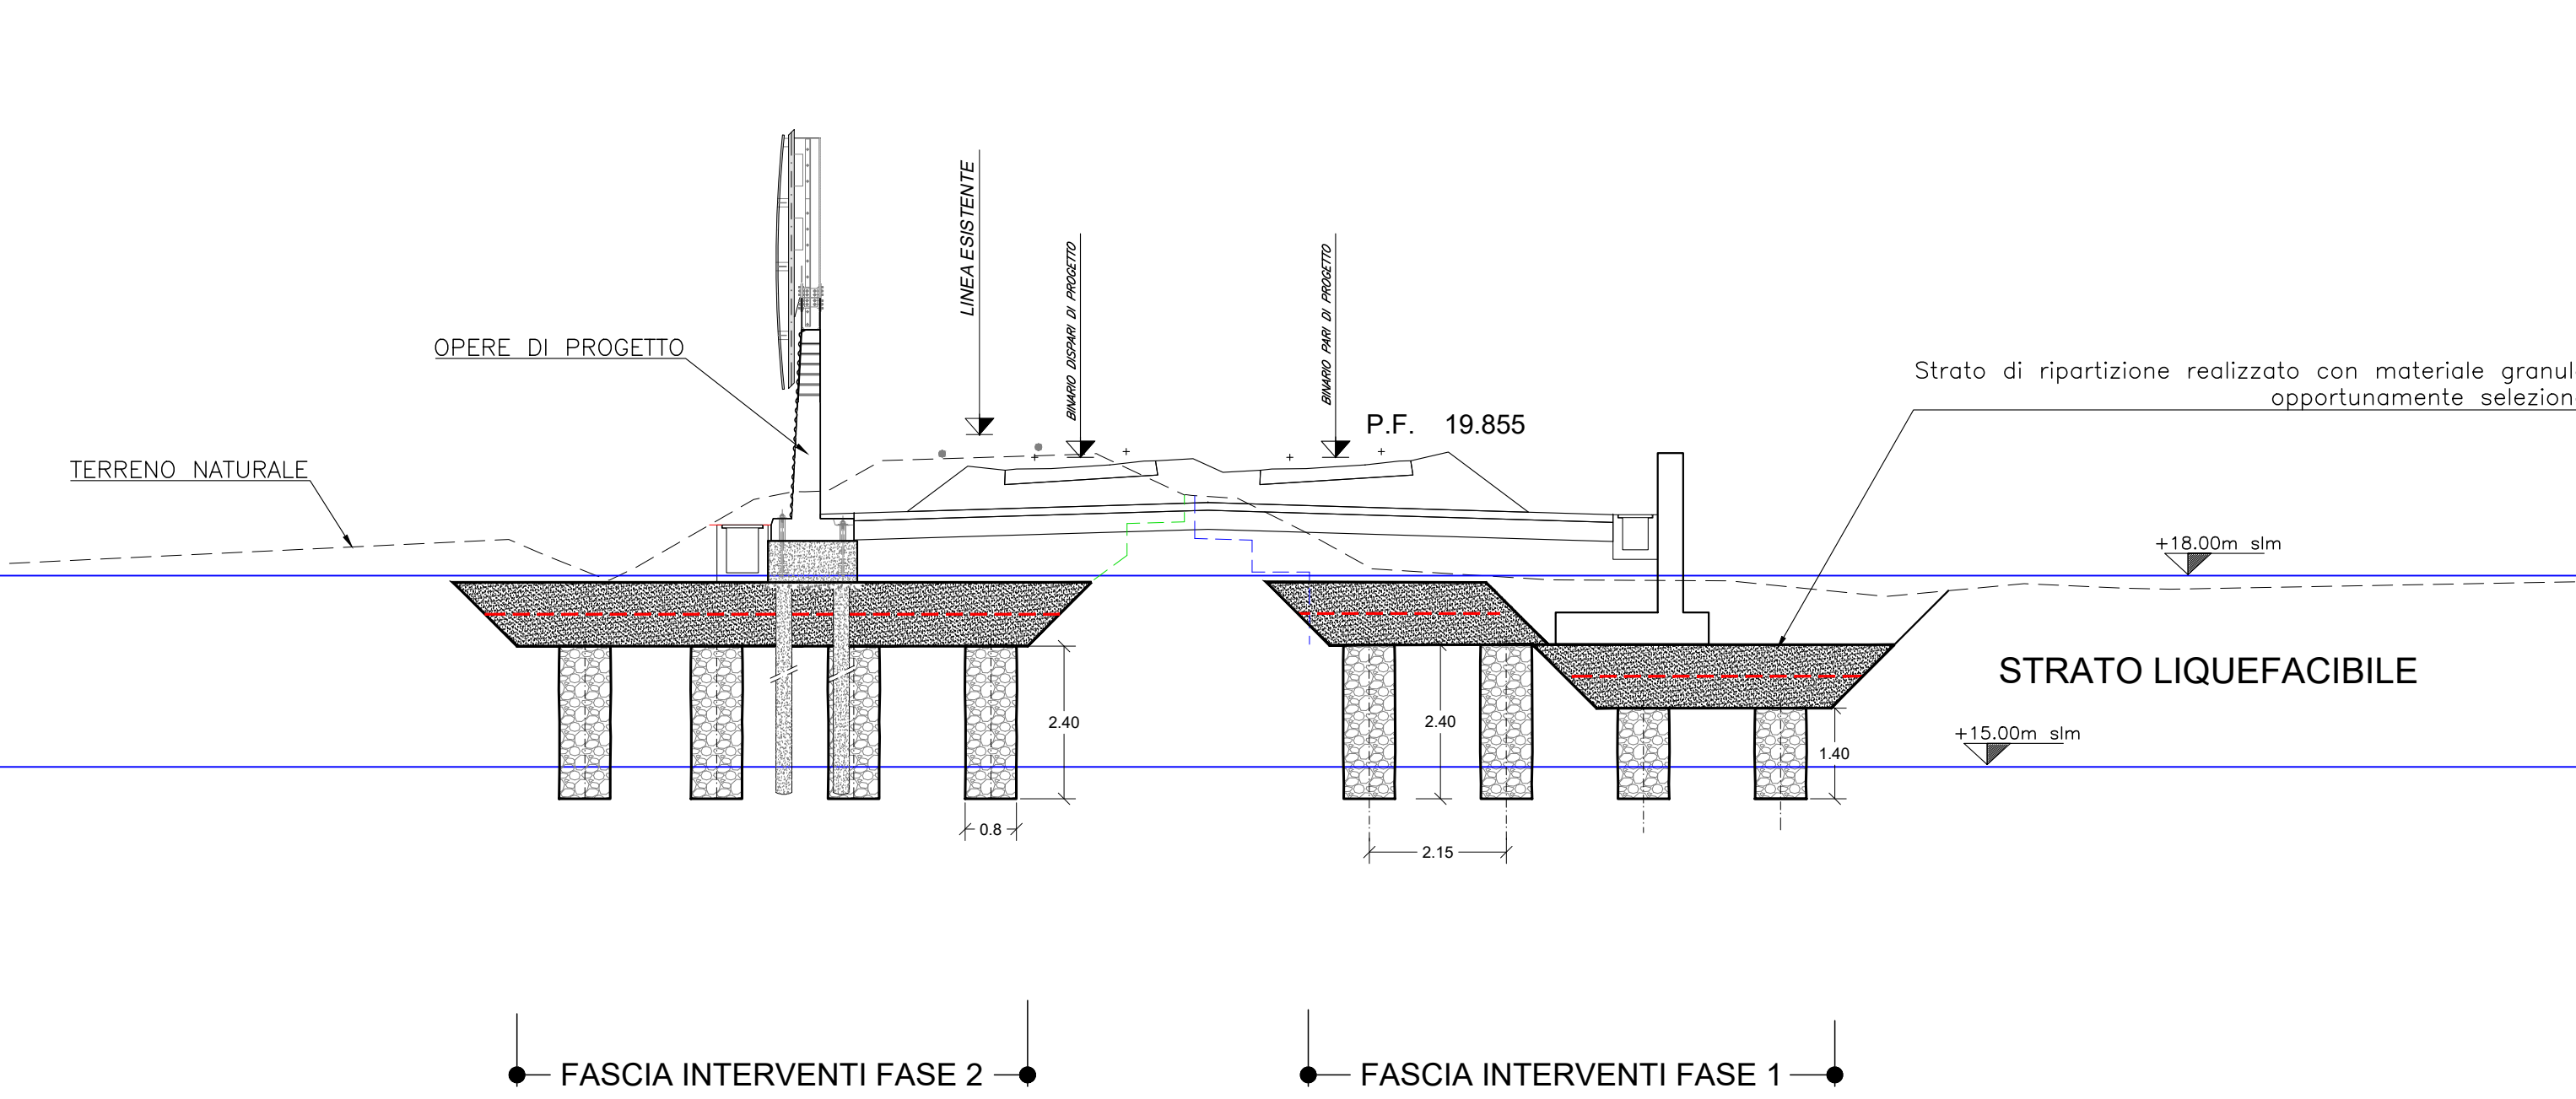 LINEA ESISTENTE
BINARIO DISPARI DI PROGETTO
BINARIO PARI DI PROGETTO
OPERE DI PROGETTO
Strato di ripartizione realizzato con materiale granul
opportunamente selezion
P.F. 19.855
TERRENO NATURALE
+18.00m slm
STRATO LIQUEFACIBILE
2.40
2.40
+15.00m slm
1.40
0.8
2.15
FASCIA INTERVENTI FASE 2
FASCIA INTERVENTI FASE 1